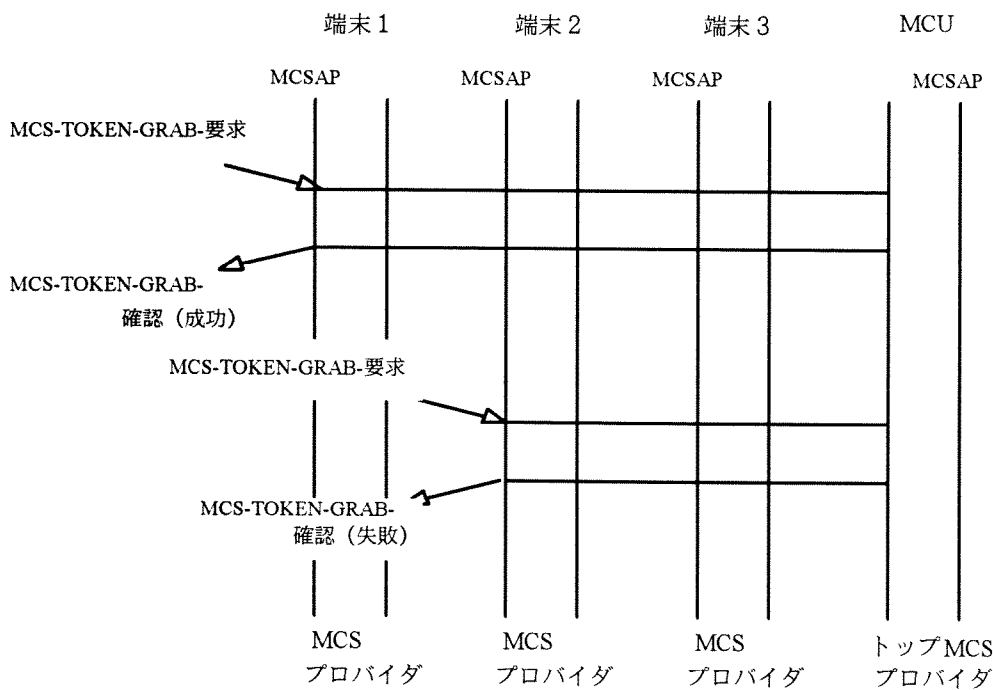 端末１ 端末２ 端末３ MCU
MCSAP MCSAP MCSAP MCSAP
MCS-TOKEN-GRAB-要求
MCS-TOKEN-GRAB-
確認（成功）
MCS-TOKEN-GRAB-要求
MCS-TOKEN-GRAB-
確認（失敗）
MCS MCS MCS トップMCS
プロバイダ プロバイダ プロバイダ プロバイダ